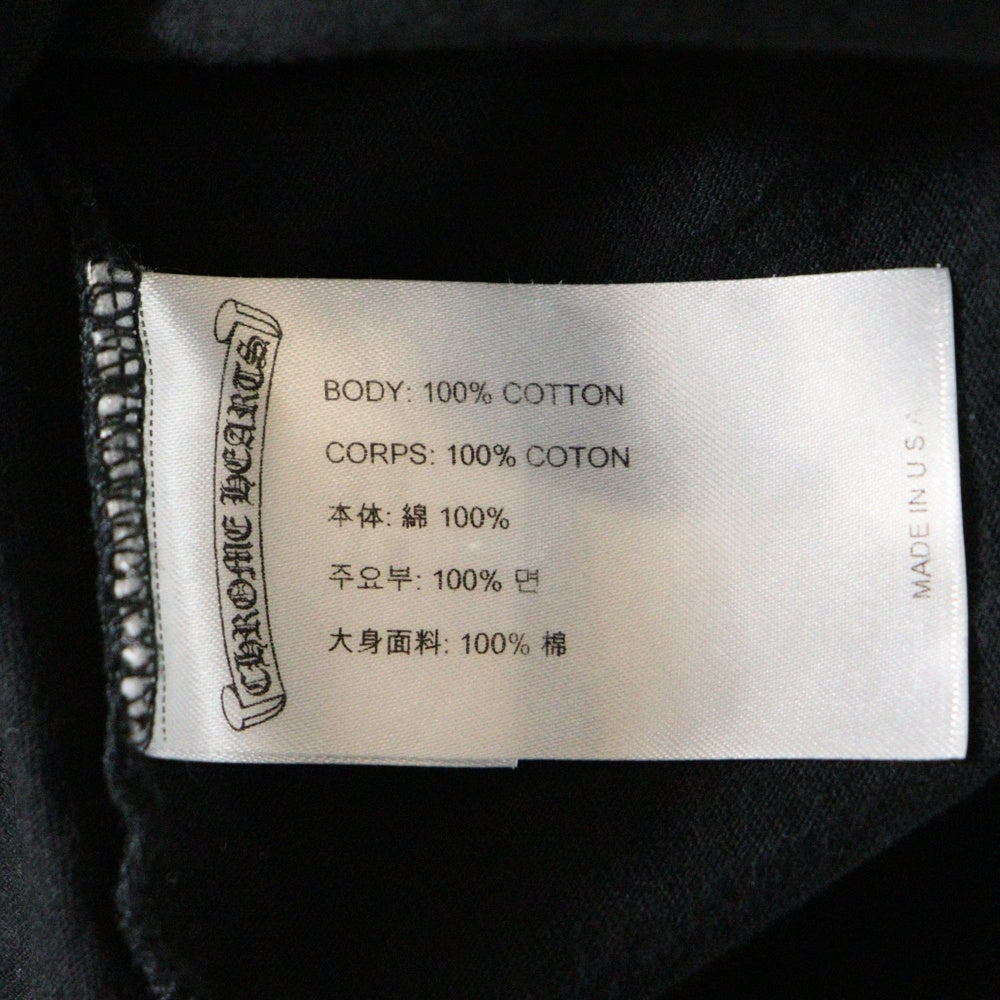 CHROME HEARTS
BODY: 100% COTTON
CORPS: 100% COTON
本体: 綿 100%
주요부: 100% 면
大身面料: 100% 棉
MADE IN U S A